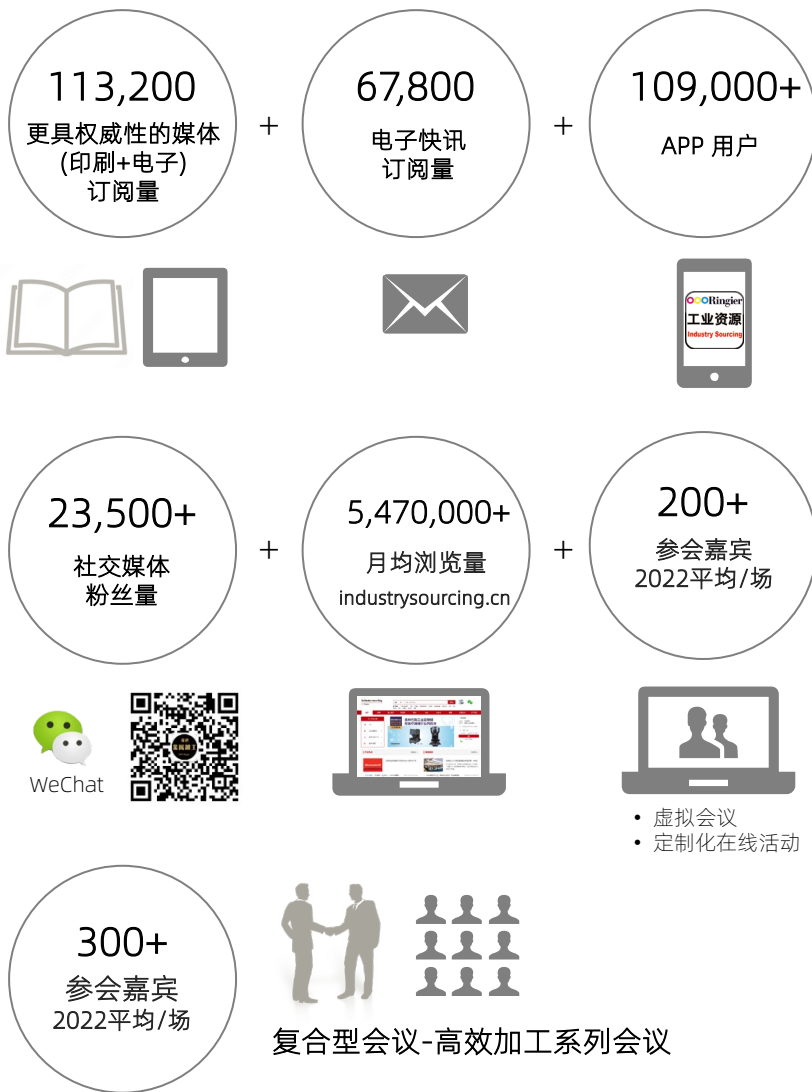 113,200
更具权威性的媒体
(印刷+电子)
订阅量
+
67,800
电子快讯
订阅量
+
109,000+
APP 用户
Ringier
工业资源
Industry Sourcing
23,500+
社交媒体
粉丝量
+
5,470,000+
月均浏览量
industrysourcing.cn
+
200+
参会嘉宾
2022平均/场
WeChat
金属加工
• 虚拟会议
• 定制化在线活动
300+
参会嘉宾
2022平均/场
复合型会议-高效加工系列会议